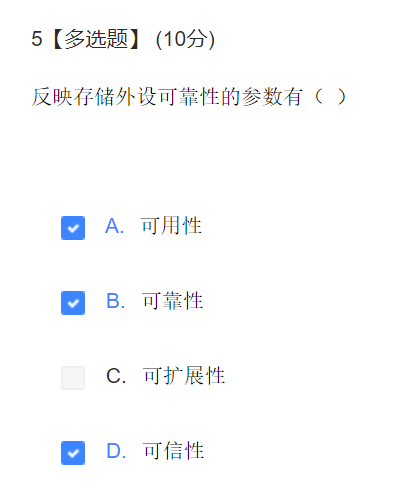 5【多选题】 (10分)
反映存储外设可靠性的参数有（ ）
A. 可用性
B. 可靠性
C. 可扩展性
D. 可信性